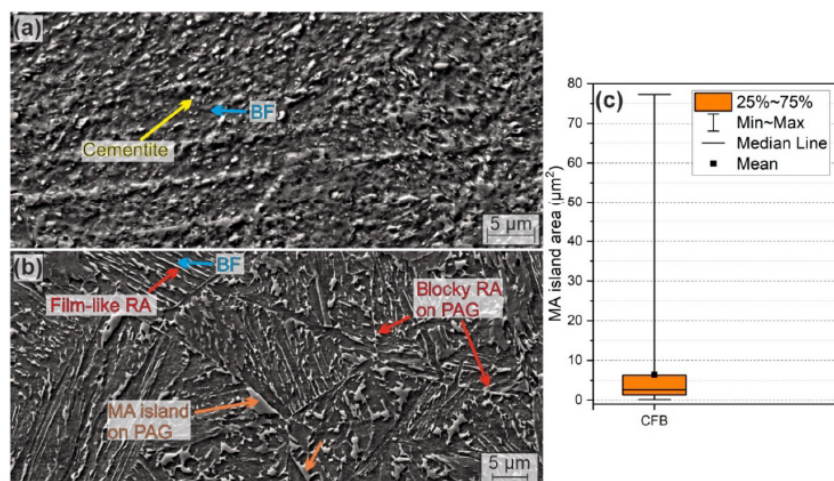 (a)
BF
Cementite
5 μm
(b)
BF
Film-like RA
Blocky RA
on PAG
MA island
on PAG
5 μm
(c)
25%~75%
Min~Max
Median Line
Mean
MA island area (μm²)
80
70
60
50
40
30
20
10
0
CFB